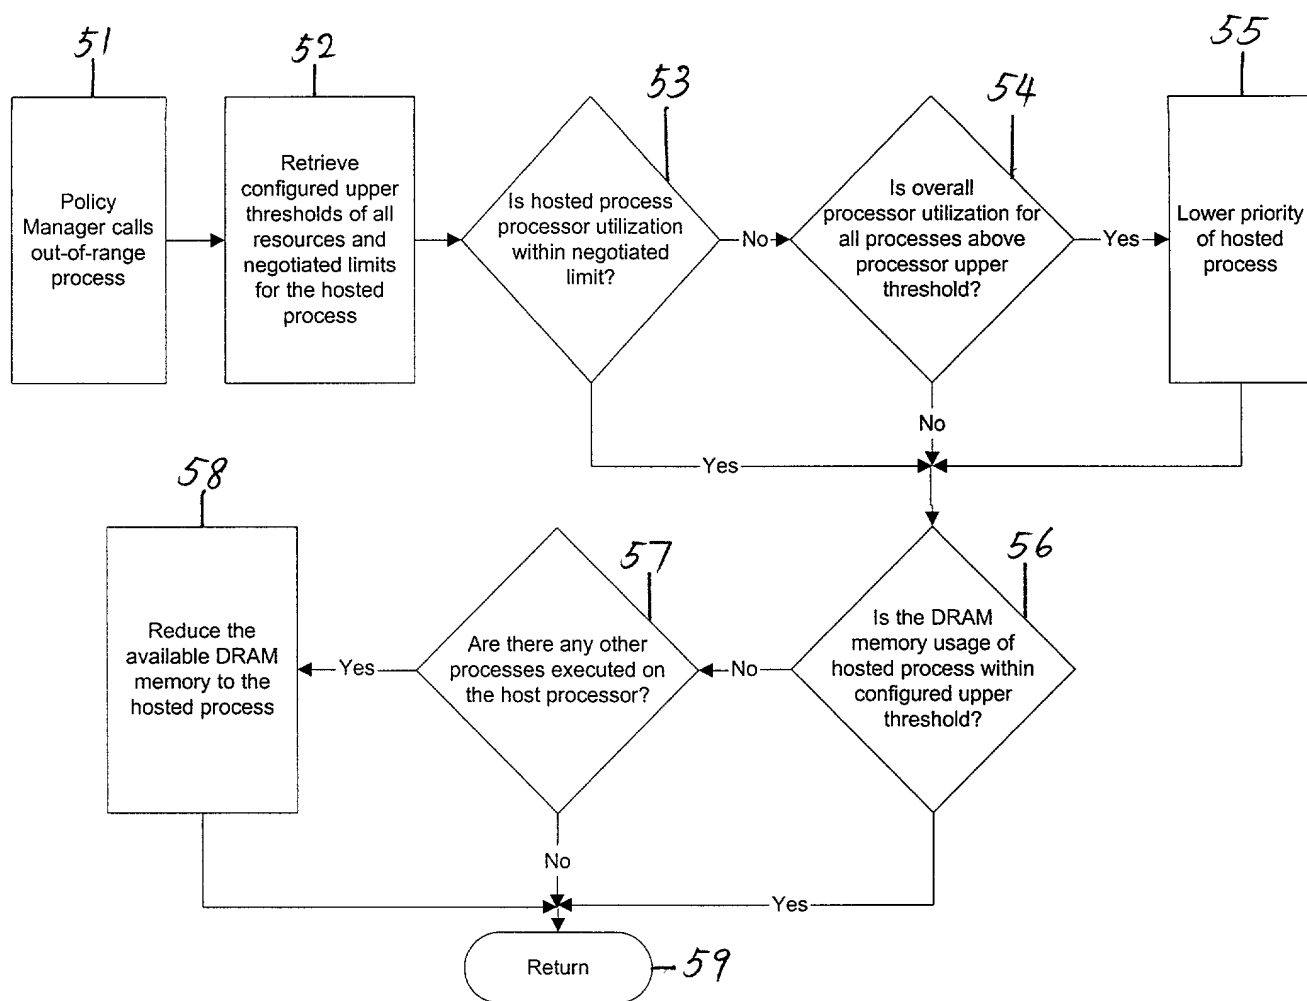 51
52
53
54
55
Policy
Manager calls
out-of-range
process
Retrieve
configured upper
thresholds of all
resources and
negotiated limits
for the hosted
process
Is hosted process
processor utilization
within negotiated
limit?
No
Is overall
processor utilization for
all processes above
processor upper
threshold?
Yes
Lower priority
of hosted
process
No
Yes
58
57
56
Reduce the
available DRAM
memory to the
hosted process
Yes
Are there any other
processes executed on
the host processor?
No
Is the DRAM
memory usage of
hosted process within
configured upper
threshold?
No
Yes
Return
59